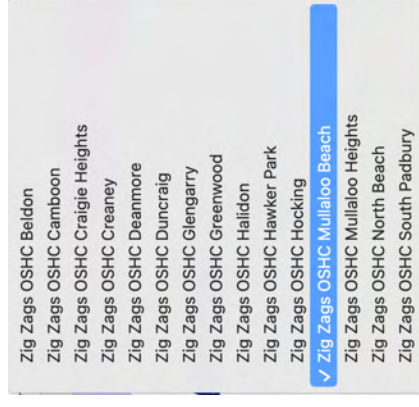 Zig Zags OSHC Beldon
Zig Zags OSHC Camboon
Zig Zags OSHC Craigie Heights
Zig Zags OSHC Creaney
Zig Zags OSHC Deanmore
Zig Zags OSHC Duncraig
Zig Zags OSHC Glengarry
Zig Zags OSHC Greenwood
Zig Zags OSHC Halidon
Zig Zags OSHC Hawker Park
Zig Zags OSHC Hocking
✓ Zig Zags OSHC Mullaloo Beach
Zig Zags OSHC Mullaloo Heights
Zig Zags OSHC North Beach
Zig Zags OSHC South Padbury